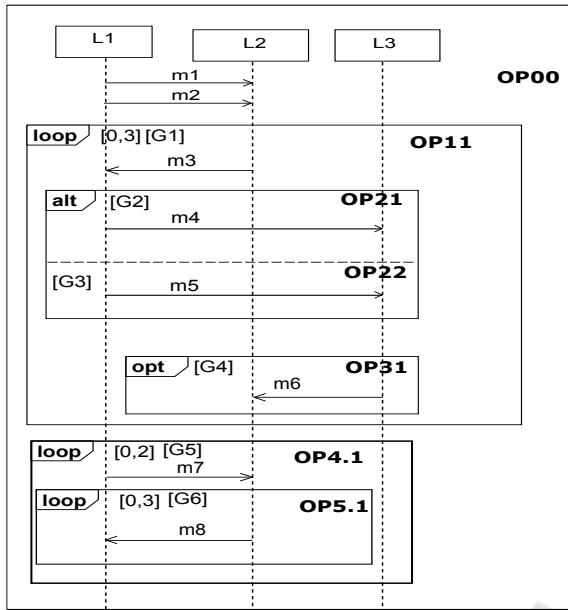 L1 L2 L3
m1
OP00
m2
loop [0,3] [G1] OP11
m3
alt [G2] OP21
m4
OP22
[G3] m5
opt [G4] OP31
m6
loop [0,2] [G5] OP4.1
m7
loop [0,3] [G6] OP5.1
m8